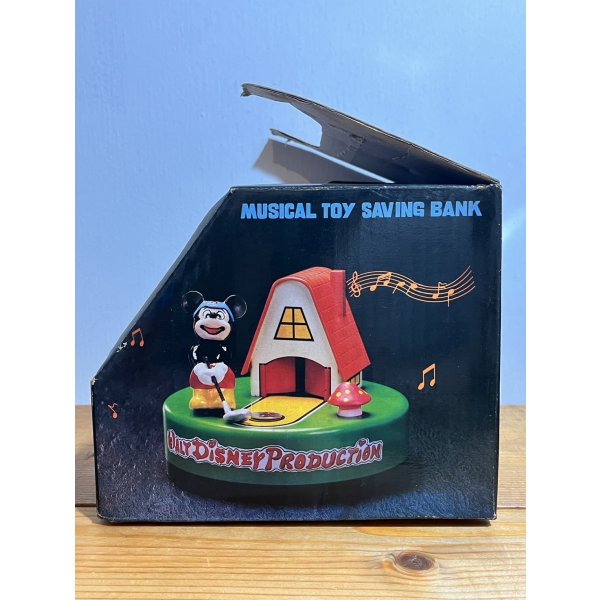 MUSICAL TOY SAVING BANK
WALT DISNEY PRODUCTION